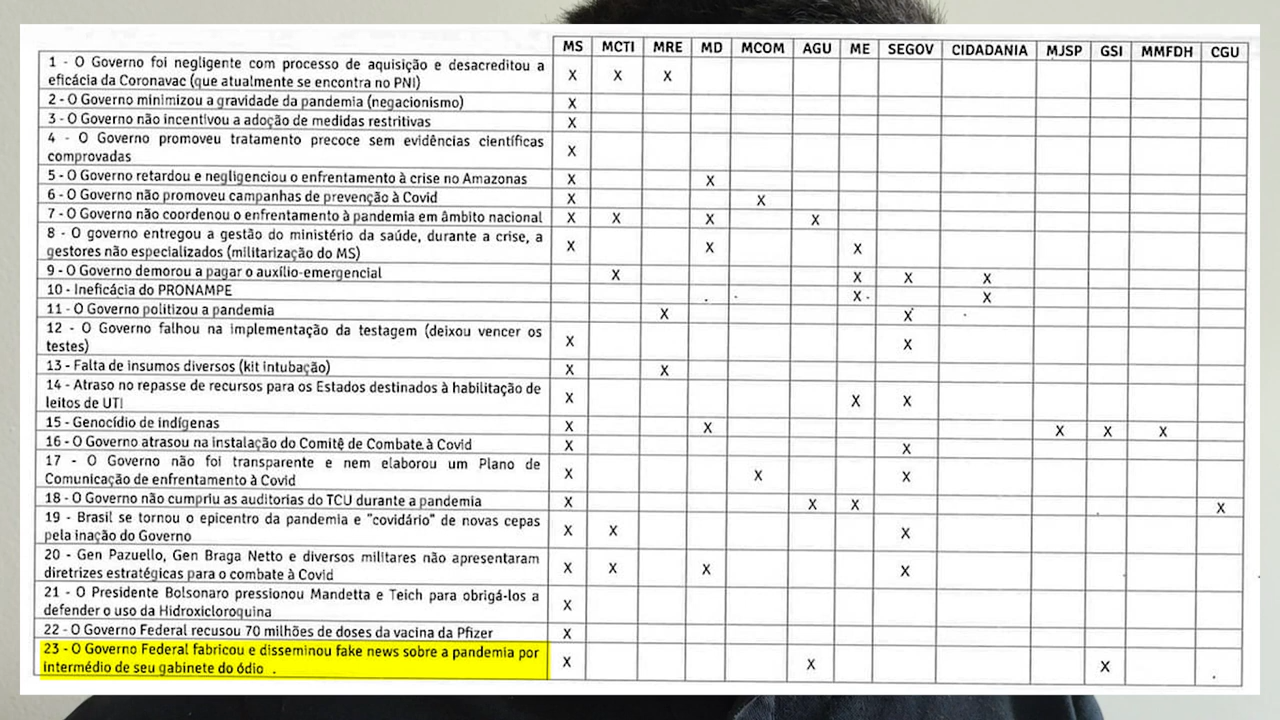 MS MCTI MRE MD MCOM AGU ME SEGOV CIDADANIA MJSP GSI MMFDH CGU
1 - O Governo foi negligente com processo de aquisição e desacreditou a
eficácia da Coronavac (que atualmente se encontra no PNI) X X X
2 - O Governo minimizou a gravidade da pandemia (negacionismo) X
3 - O Governo não incentivou a adoção de medidas restritivas X
4 - O Governo promoveu tratamento precoce sem evidências científicas
comprovadas X
5 - O Governo retardou e negligenciou o enfrentamento à crise no Amazonas X X
6 - O Governo não promoveu campanhas de prevenção à Covid X X
7 - O Governo não coordenou o enfrentamento à pandemia em âmbito nacional X X X X
8 - O governo entregou a gestão do ministério da saúde, durante a crise, a
gestores não especializados (militarização do MS) X X X
9 - O Governo demorou a pagar o auxílio-emergencial X X X X
10 - Ineficácia do PRONAMPE X X
11 - O Governo politizou a pandemia X X
12 - O Governo falhou na implementação da testagem (deixou vencer os
testes) X X
13 - Falta de insumos diversos (kit intubação) X X
14 - Atraso no repasse de recursos para os Estados destinados à habilitação de
leitos de UTI X X X
15 - Genocídio de indígenas X X X X X
16 - O Governo atrasou na instalação do Comitê de Combate à Covid X X
17 - O Governo não foi transparente e nem elaborou um Plano de
Comunicação de enfrentamento à Covid X X X
18 - O Governo não cumpriu as auditorias do TCU durante a pandemia X X X X
19 - Brasil se tornou o epicentro da pandemia e "covidário" de novas cepas
pela inação do Governo X X X
20 - Gen Pazuello, Gen Braga Netto e diversos militares não apresentaram
diretrizes estratégicas para o combate à Covid X X X X
21 - O Presidente Bolsonaro pressionou Mandetta e Teich para obrigá-los a
defender o uso da Hidroxicloroquina X
22 - O Governo Federal recusou 70 milhões de doses da vacina da Pfizer X
23 - O Governo Federal fabricou e disseminou fake news sobre a pandemia por
intermédio de seu gabinete do ódio . X X X